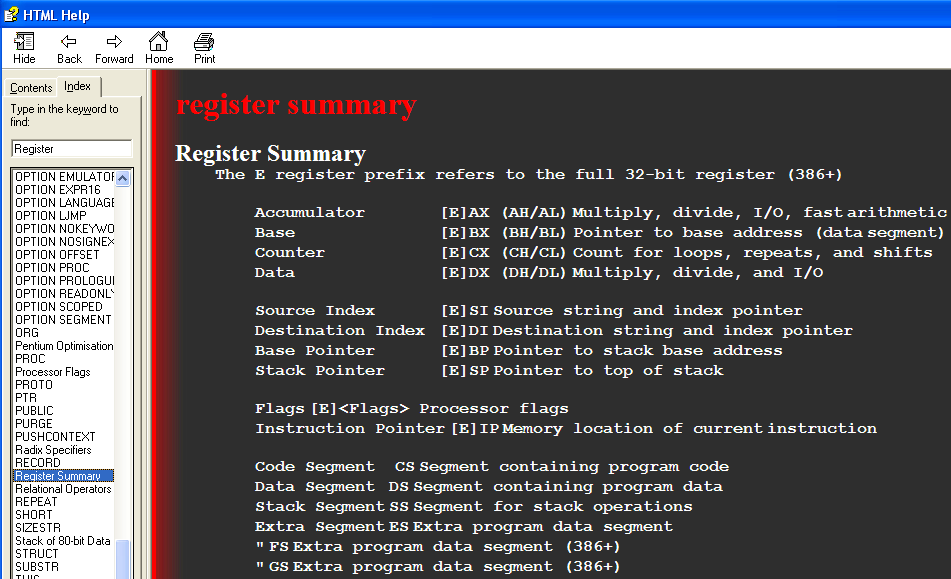 HTML Help
Hide Back Forward Home Print
Contents Index
Type in the keyword to
find:
Register
OPTION EMULATOR
OPTION EXPR16
OPTION LANGUAGE
OPTION LJMP
OPTION NOKEYWO
OPTION NOSIGNEX
OPTION OFFSET
OPTION PROC
OPTION PROLOGUE
OPTION READONLY
OPTION SCOPED
OPTION SEGMENT
ORG
Pentium Optimisation
PROC
Processor Flags
PROTO
PTR
PUBLIC
PURGE
PUSHCONTEXT
Radix Specifiers
RECORD
Register Summary
Relational Operators
REPEAT
SHORT
SIZESTR
Stack of 80-bit Data
STRUCT
SUBSTR
register summary
Register Summary
The E register prefix refers to the full 32-bit register (386+)
Accumulator [E]AX (AH/AL) Multiply, divide, I/O, fast arithmetic
Base [E]BX (BH/BL) Pointer to base address (data segment)
Counter [E]CX (CH/CL) Count for loops, repeats, and shifts
Data [E]DX (DH/DL) Multiply, divide, and I/O
Source Index [E]SI Source string and index pointer
Destination Index [E]DI Destination string and index pointer
Base Pointer [E]BP Pointer to stack base address
Stack Pointer [E]SP Pointer to top of stack
Flags [E]<Flags> Processor flags
Instruction Pointer [E]IP Memory location of current instruction
Code Segment CS Segment containing program code
Data Segment DS Segment containing program data
Stack Segment SS Segment for stack operations
Extra Segment ES Extra program data segment
" FS Extra program data segment (386+)
" GS Extra program data segment (386+)